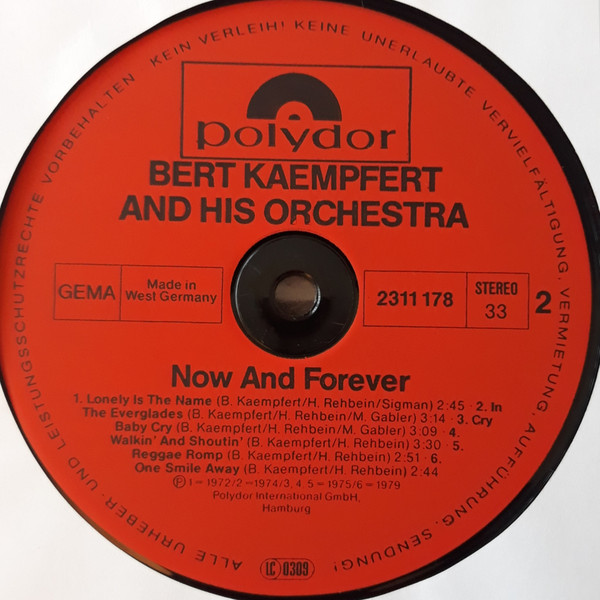 ALLE URHEBER- UND LEISTUNGSSCHUTZRECHTE VORBEHALTEN KEIN VERLEIH! KEINE UNERLAUBTE VERVIELFÄLTIGUNG, VERMIETUNG, AUFFÜHRUNG, SENDUNG!
polydor
BERT KAEMPFERT
AND HIS ORCHESTRA
GEMA
Made in
West Germany
2311 178
STEREO
33
2
Now And Forever
1. Lonely Is The Name (B. Kaempfert/H. Rehbein/Sigman) 2:45 · 2. In
The Everglades (B. Kaempfert/H. Rehbein/M. Gabler) 3:14 · 3. Cry
Baby Cry (B. Kaempfert/H. Rehbein/M. Gabler) 3:09 · 4.
Walkin' And Shoutin' (B. Kaempfert/H. Rehbein) 3:30 · 5.
Reggae Romp (B. Kaempfert/H. Rehbein) 2:51 · 6.
One Smile Away (B. Kaempfert/H. Rehbein) 2:44
Ⓟ 1=1972/2=1974/3, 4, 5=1975/6=1979
Polydor International GmbH,
Hamburg
LC 0309